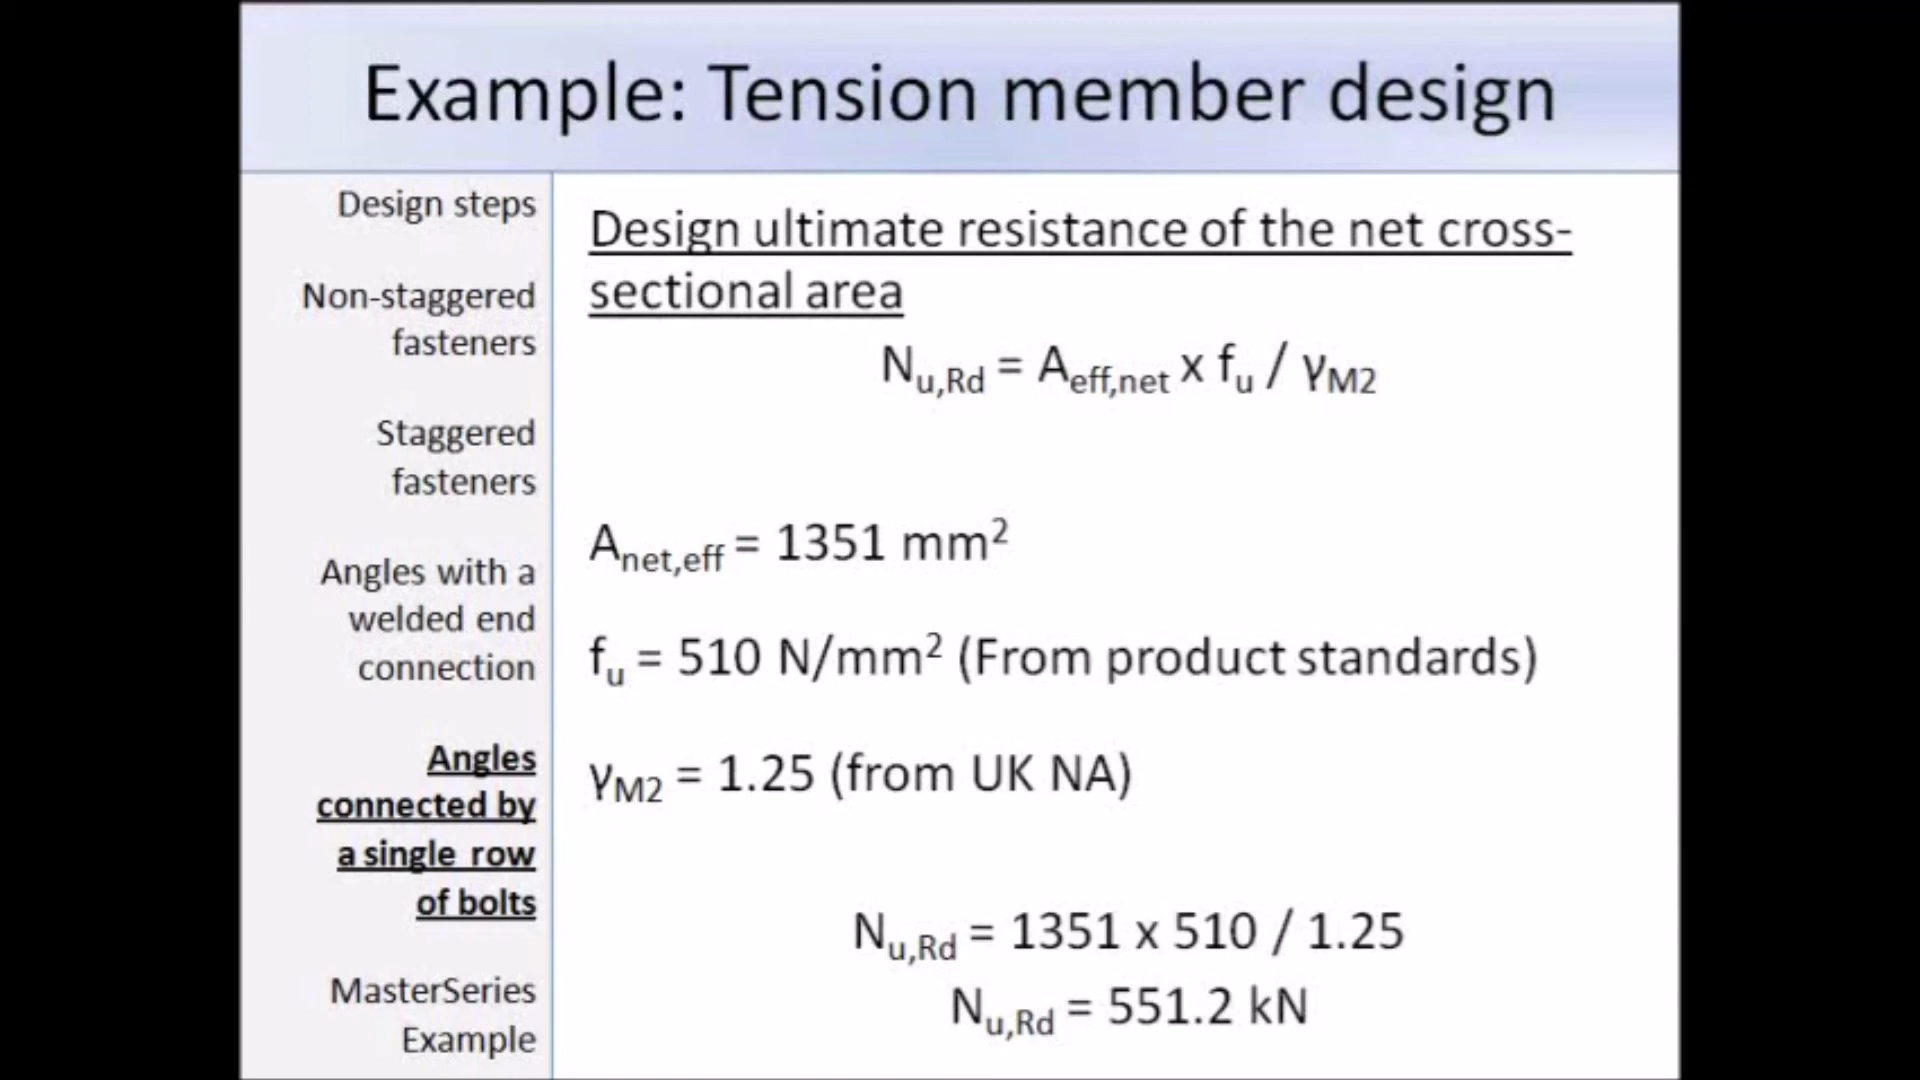 Example: Tension member design
Design steps
Non-staggered
fasteners
Staggered
fasteners
Angles with a
welded end
connection
Angles
connected by
a single row
of bolts
MasterSeries
Example
Design ultimate resistance of the net cross-
sectional area
Nu,Rd = Aeff,net x fu / γM2
Anet,eff = 1351 mm²
fu = 510 N/mm² (From product standards)
γM2 = 1.25 (from UK NA)
Nu,Rd = 1351 x 510 / 1.25
Nu,Rd = 551.2 kN